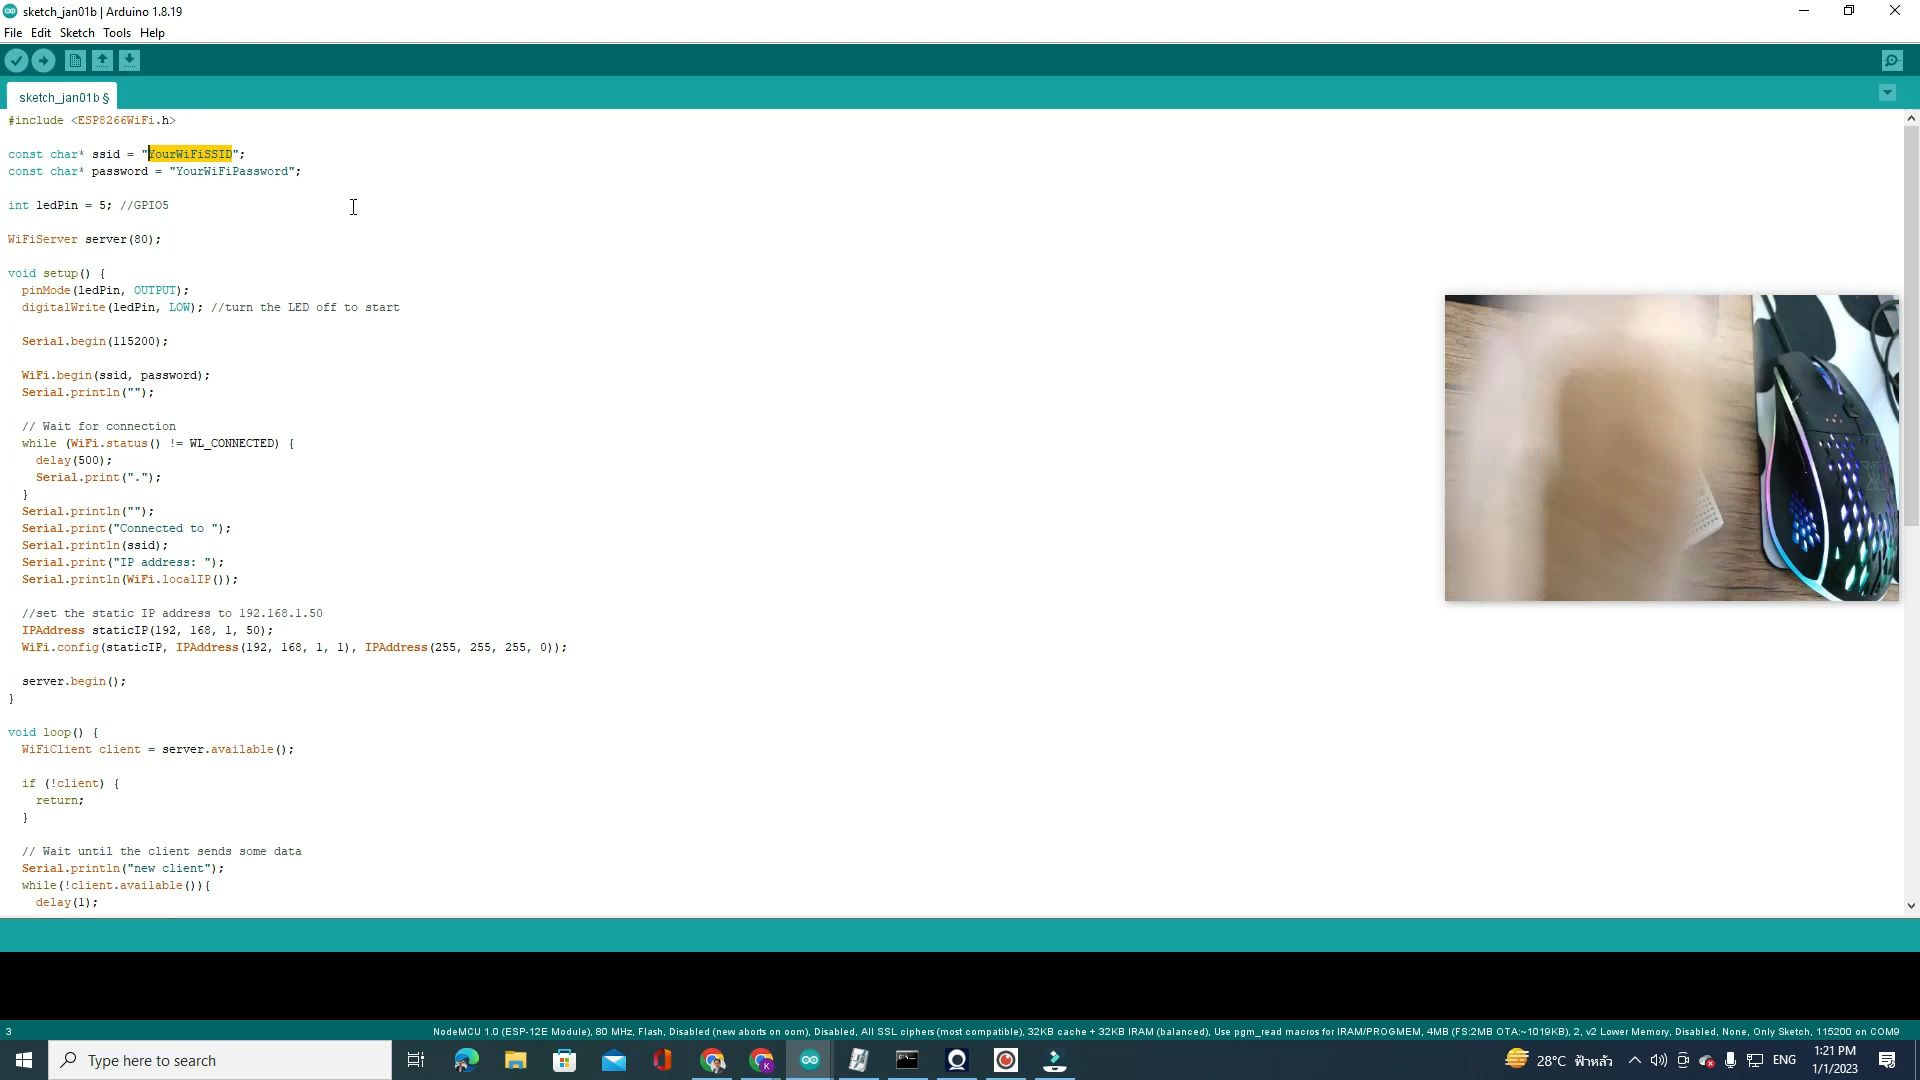 sketch_jan01b | Arduino 1.8.19
File Edit Sketch Tools Help
sketch_jan01b §
#include <ESP8266WiFi.h>
const char* ssid = "YourWiFiSSID";
const char* password = "YourWiFiPassword";
int ledPin = 5; //GPIO5
WiFiServer server(80);
void setup() {
pinMode(ledPin, OUTPUT);
digitalWrite(ledPin, LOW); //turn the LED off to start
Serial.begin(115200);
WiFi.begin(ssid, password);
Serial.println("");
// Wait for connection
while (WiFi.status() != WL_CONNECTED) {
delay(500);
Serial.print(".");
}
Serial.println("");
Serial.print("Connected to ");
Serial.println(ssid);
Serial.print("IP address: ");
Serial.println(WiFi.localIP());
//set the static IP address to 192.168.1.50
IPAddress staticIP(192, 168, 1, 50);
WiFi.config(staticIP, IPAddress(192, 168, 1, 1), IPAddress(255, 255, 255, 0));
server.begin();
}
void loop() {
WiFiClient client = server.available();
if (!client) {
return;
}
// Wait until the client sends some data
Serial.println("new client");
while(!client.available()){
delay(1);
3 NodeMCU 1.0 (ESP-12E Module), 80 MHz, Flash, Disabled (new aborts on oom), Disabled, All SSL ciphers (most compatible), 32KB cache + 32KB IRAM (balanced), Use pgm_read macros for IRAM/PROGMEM, 4MB (FS:2MB OTA:~1019KB), 2, v2 Lower Memory, Disabled, None, Only Sketch, 115200 on COM9
Type here to search
28°C ฟ้าหลัว
ENG
1:21 PM
1/1/2023